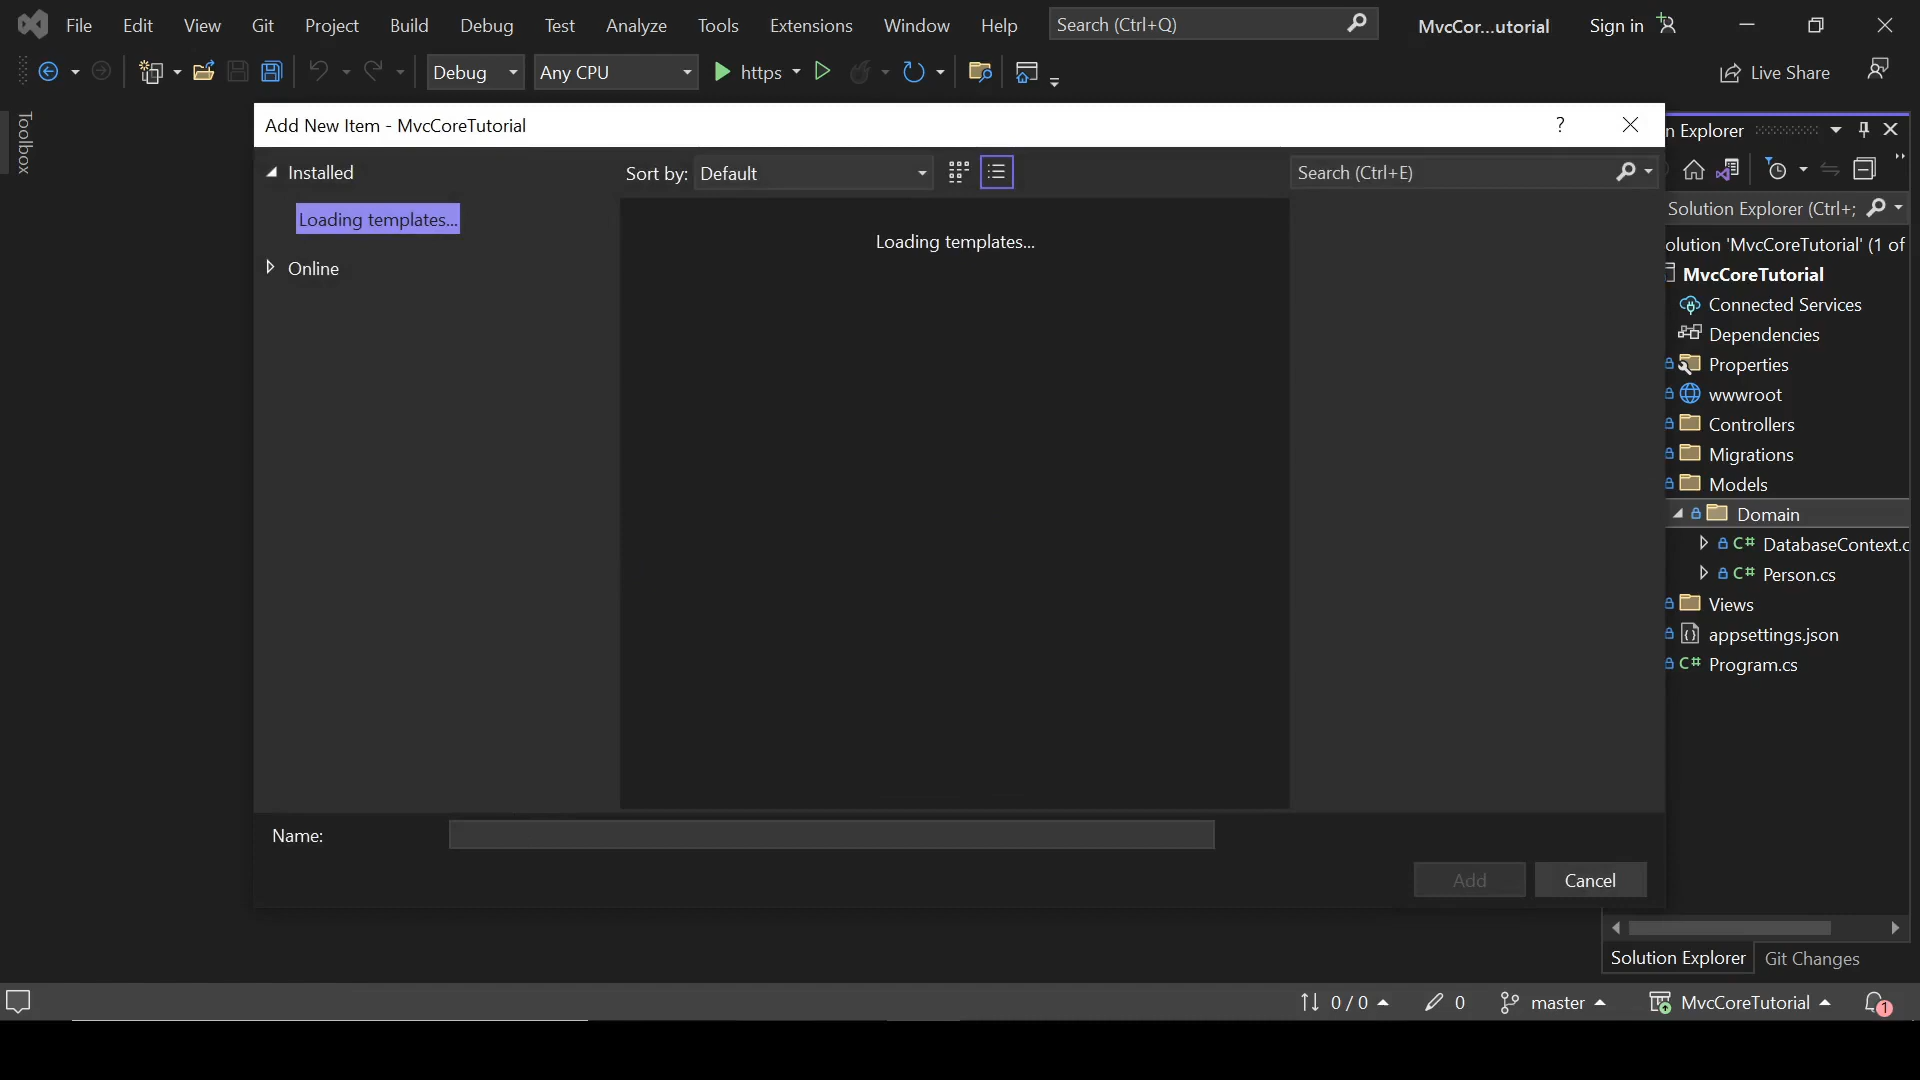 File Edit View Git Project Build Debug Test Analyze Tools Extensions Window Help Search (Ctrl+Q) MvcCor...utorial Sign in
Debug Any CPU https Live Share
Toolbox
Add New Item - MvcCoreTutorial ?
Installed
Loading templates...
Online
Sort by: Default
Search (Ctrl+E)
Loading templates...
Name:
Add Cancel
n Explorer
Solution Explorer (Ctrl+;
olution 'MvcCoreTutorial' (1 of
MvcCoreTutorial
Connected Services
Dependencies
Properties
wwwroot
Controllers
Migrations
Models
Domain
C# DatabaseContext.c
C# Person.cs
Views
appsettings.json
C# Program.cs
Solution Explorer Git Changes
0 / 0 0 master MvcCoreTutorial 1